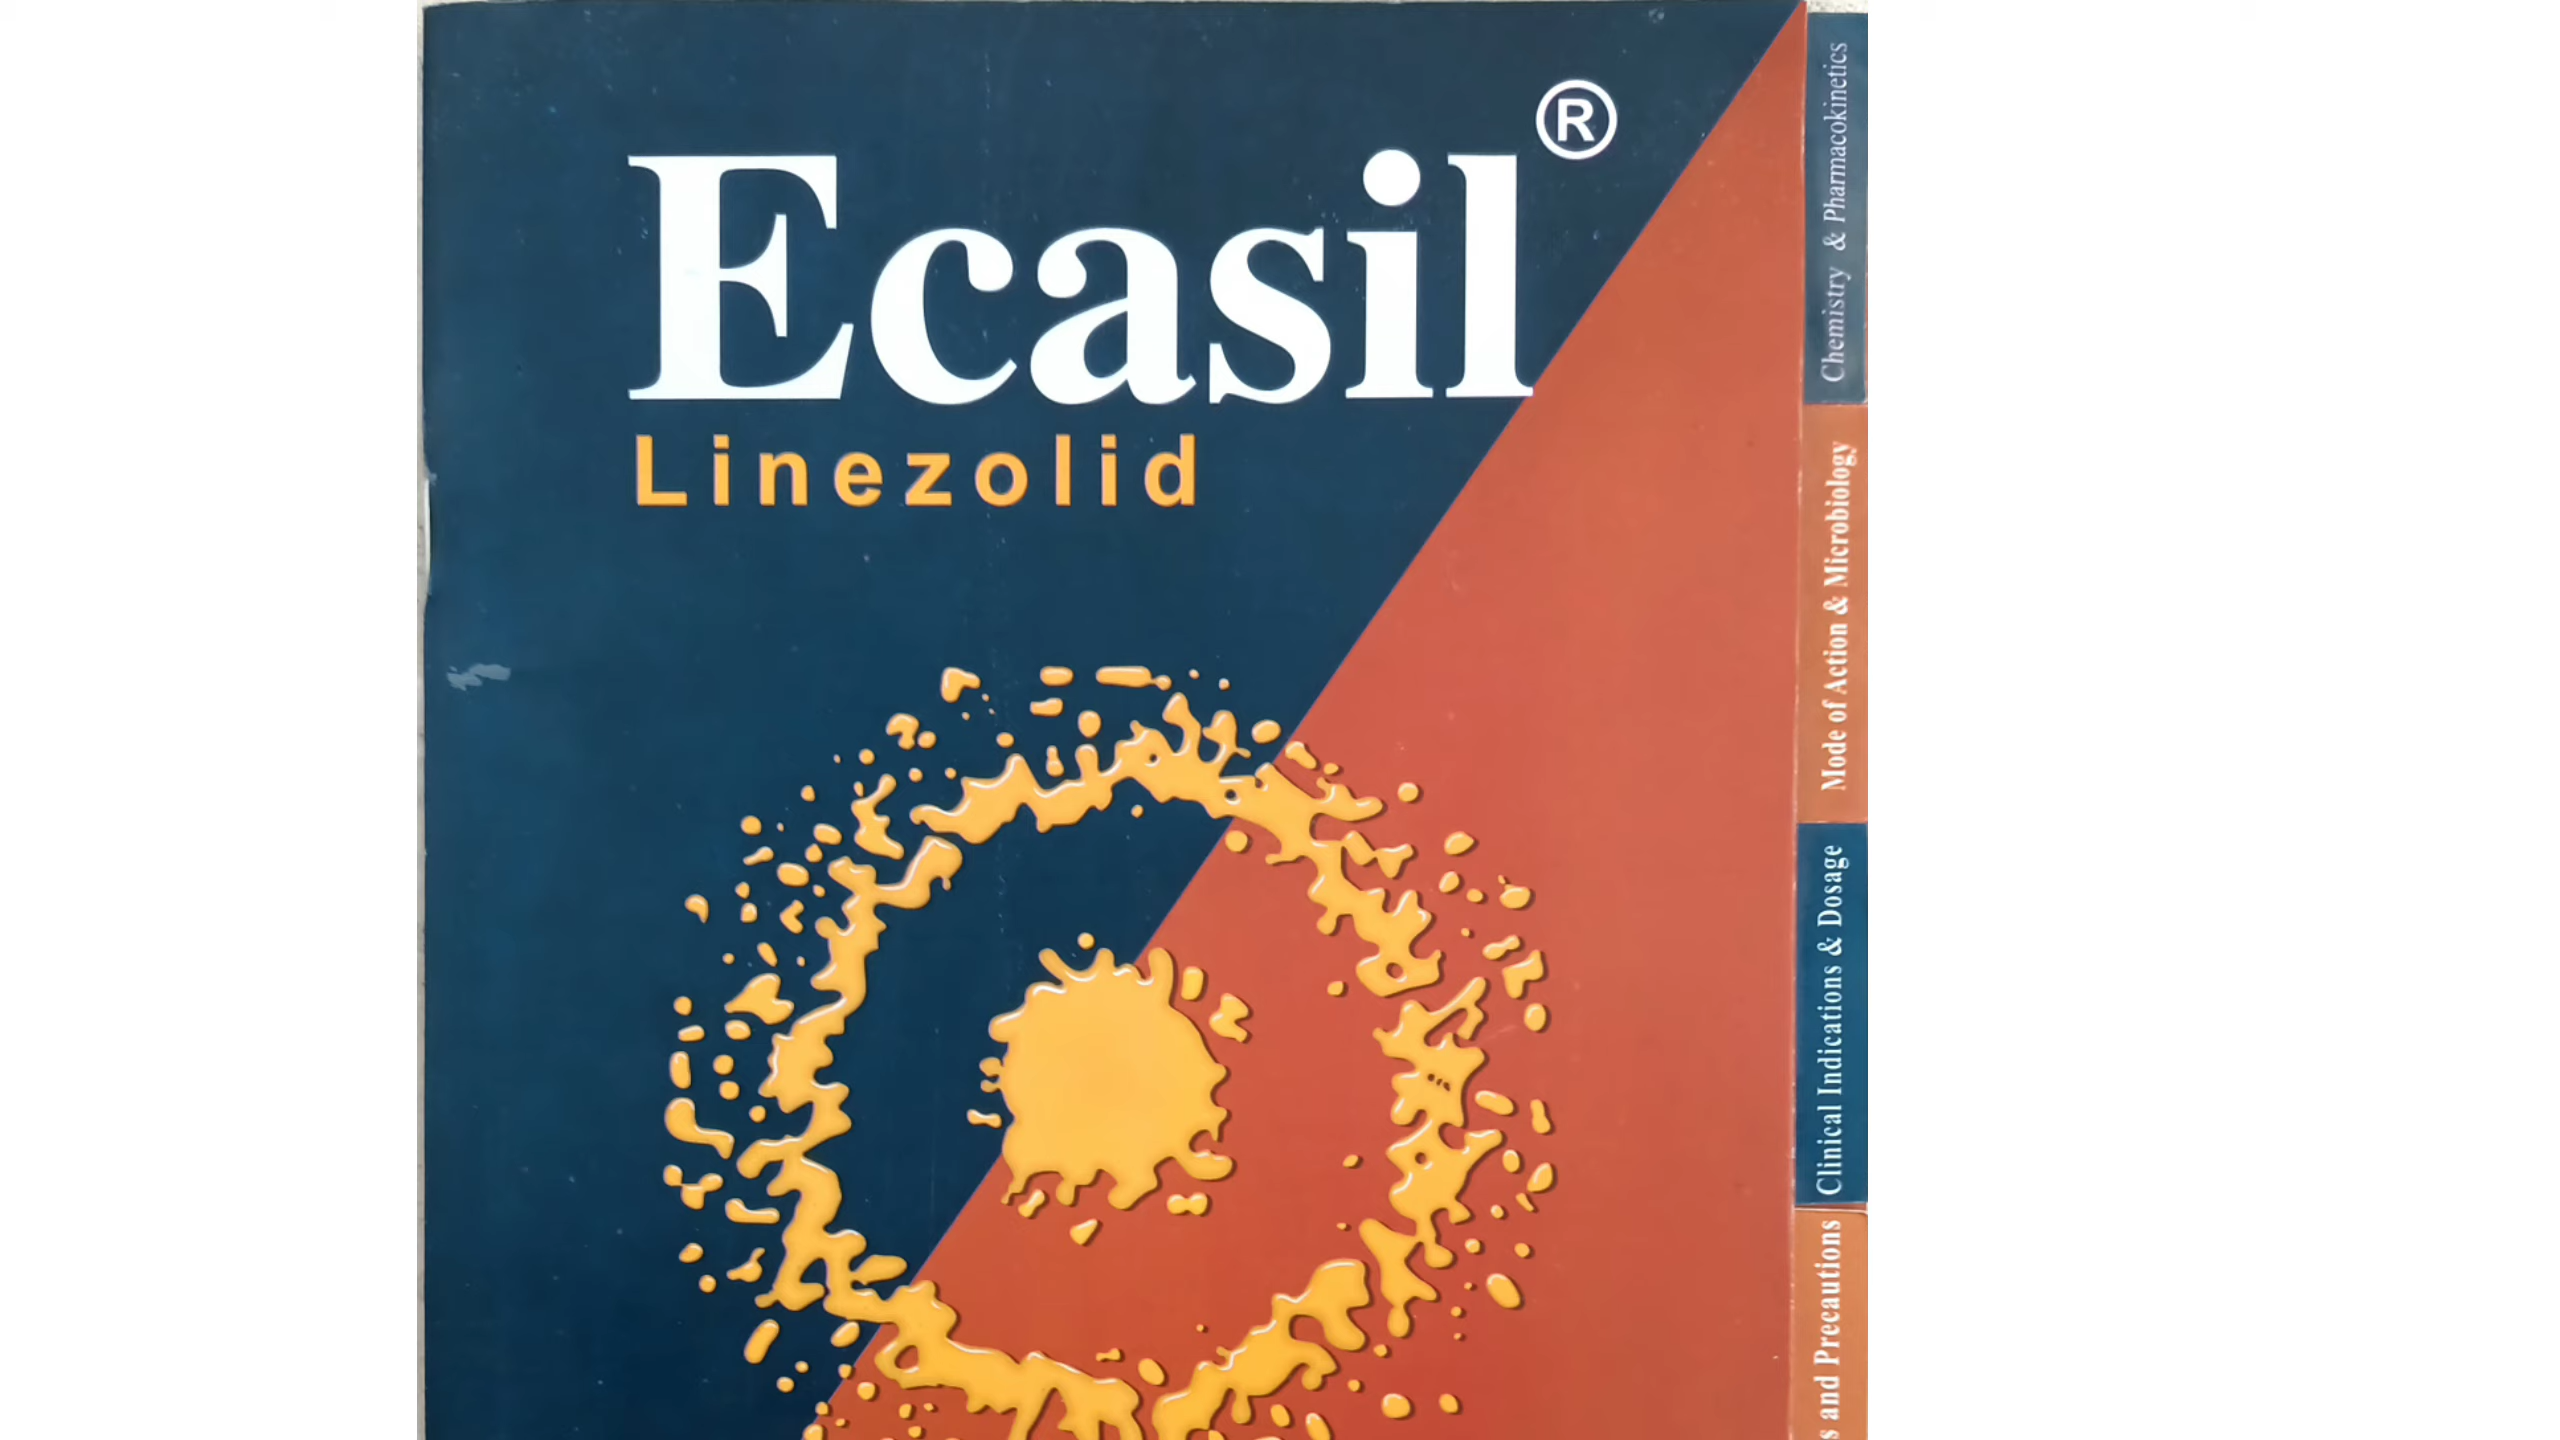 Ecasil®
Linezolid
Chemistry & Pharmacokinetics
Mode of Action & Microbiology
Clinical Indications & Dosage
s and Precautions